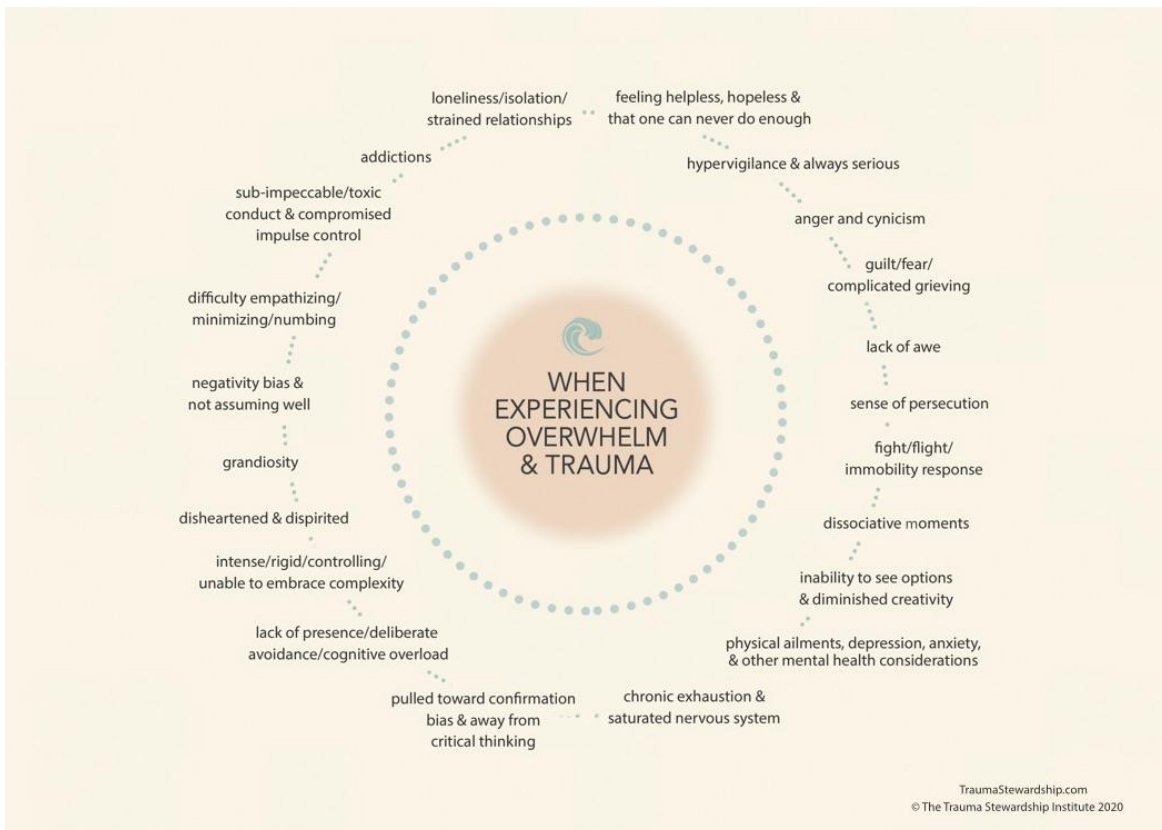 WHEN
EXPERIENCING
OVERWHELM
& TRAUMA
feeling helpless, hopeless &
that one can never do enough
hypervigilance & always serious
anger and cynicism
guilt/fear/
complicated grieving
lack of awe
sense of persecution
fight/flight/
immobility response
dissociative moments
inability to see options
& diminished creativity
physical ailments, depression, anxiety,
& other mental health considerations
chronic exhaustion &
saturated nervous system
pulled toward confirmation
bias & away from
critical thinking
lack of presence/deliberate
avoidance/cognitive overload
intense/rigid/controlling/
unable to embrace complexity
disheartened & dispirited
grandiosity
negativity bias &
not assuming well
difficulty empathizing/
minimizing/numbing
sub-impeccable/toxic
conduct & compromised
impulse control
addictions
loneliness/isolation/
strained relationships
TraumaStewardship.com
© The Trauma Stewardship Institute 2020